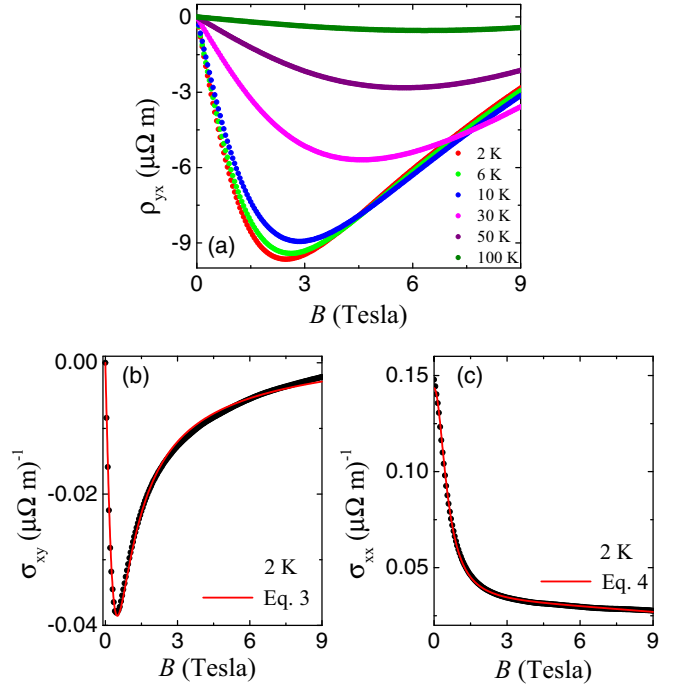 0
-3
-6
-9
ρyx (μΩ m)
(a)
2 K
6 K
10 K
30 K
50 K
100 K
0 3 6 9
B (Tesla)
0.00
-0.02
-0.04
σxy (μΩ m)-1
(b)
2 K
Eq. 3
0 3 6 9
B (Tesla)
0.15
0.10
0.05
σxx (μΩ m)-1
(c)
2 K
Eq. 4
0 3 6 9
B (Tesla)